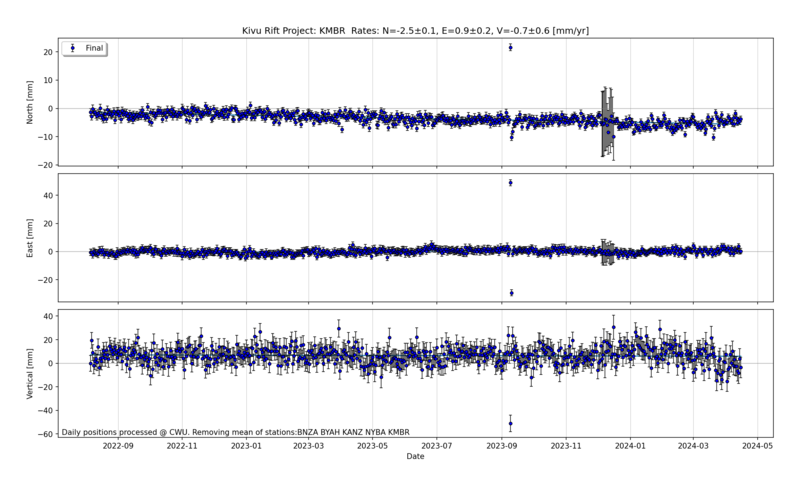 Kivu Rift Project: KMBR Rates: N=-2.5±0.1, E=0.9±0.2, V=-0.7±0.6 [mm/yr]
Final
North [mm]
20
10
0
−10
−20
East [mm]
40
20
0
−20
Vertical [mm]
40
20
0
−20
−40
−60
Daily positions processed @ CWU. Removing mean of stations:BNZA BYAH KANZ NYBA KMBR
2022-09 2022-11 2023-01 2023-03 2023-05 2023-07 2023-09 2023-11 2024-01 2024-03 2024-05
Date